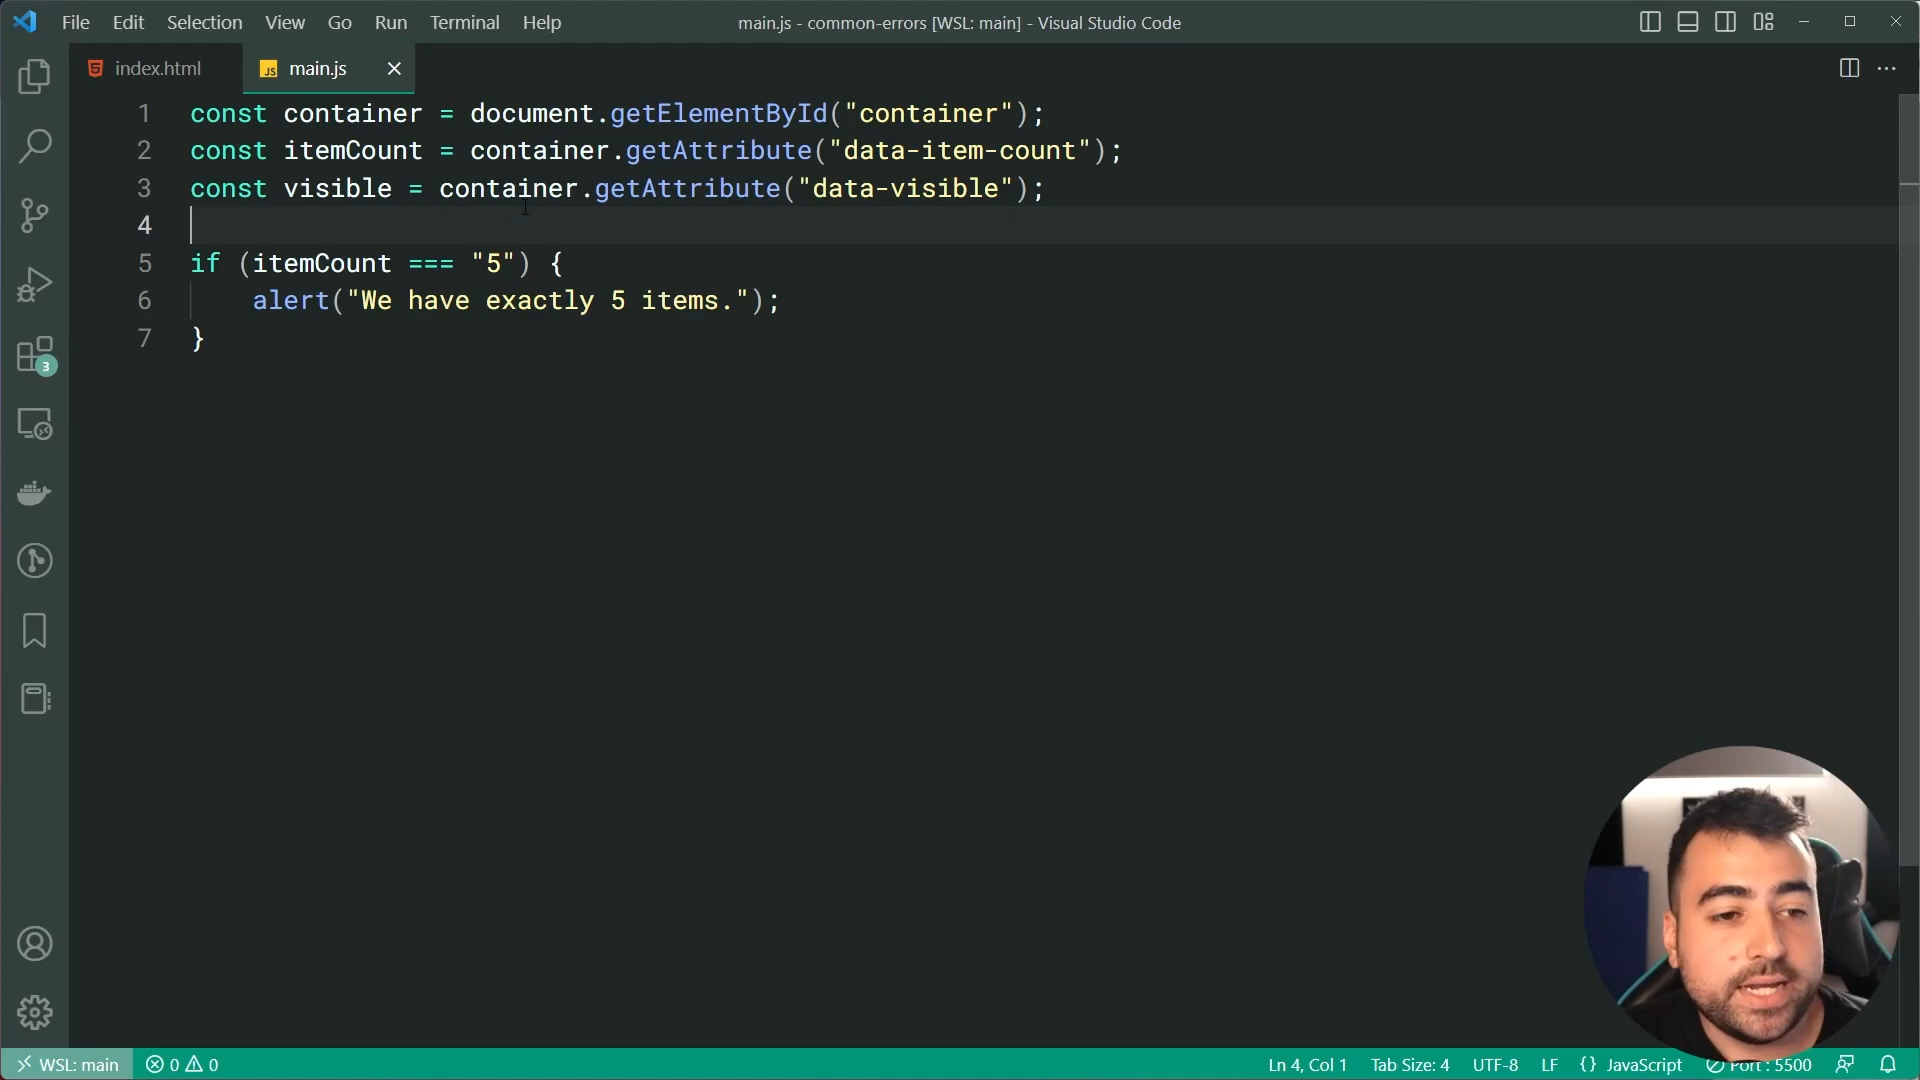 File Edit Selection View Go Run Terminal Help
main.js - common-errors [WSL: main] - Visual Studio Code
index.html
JS main.js
1 const container = document.getElementById("container");
2 const itemCount = container.getAttribute("data-item-count");
3 const visible = container.getAttribute("data-visible");
4
5 if (itemCount === "5") {
6 alert("We have exactly 5 items.");
7 }
3
WSL: main 0 0
Ln 4, Col 1 Tab Size: 4 UTF-8 LF {} JavaScript Port : 5500